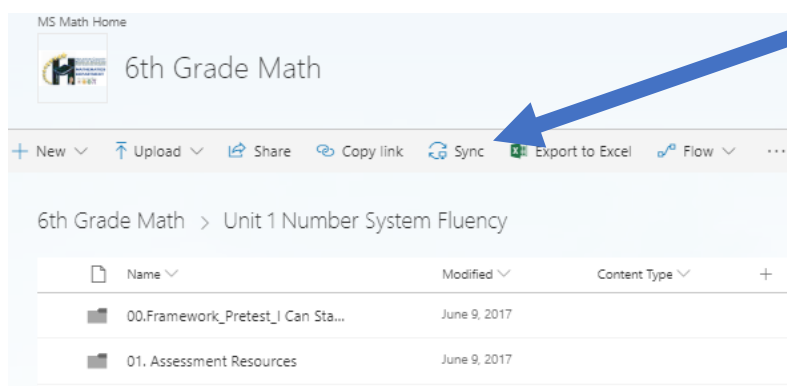 MS Math Home
6th Grade Math
New Upload Share Copy link Sync Export to Excel Flow ...
6th Grade Math > Unit 1 Number System Fluency
Name Modified Content Type +
00.Framework_Pretest_I Can Sta... June 9, 2017
01. Assessment Resources June 9, 2017